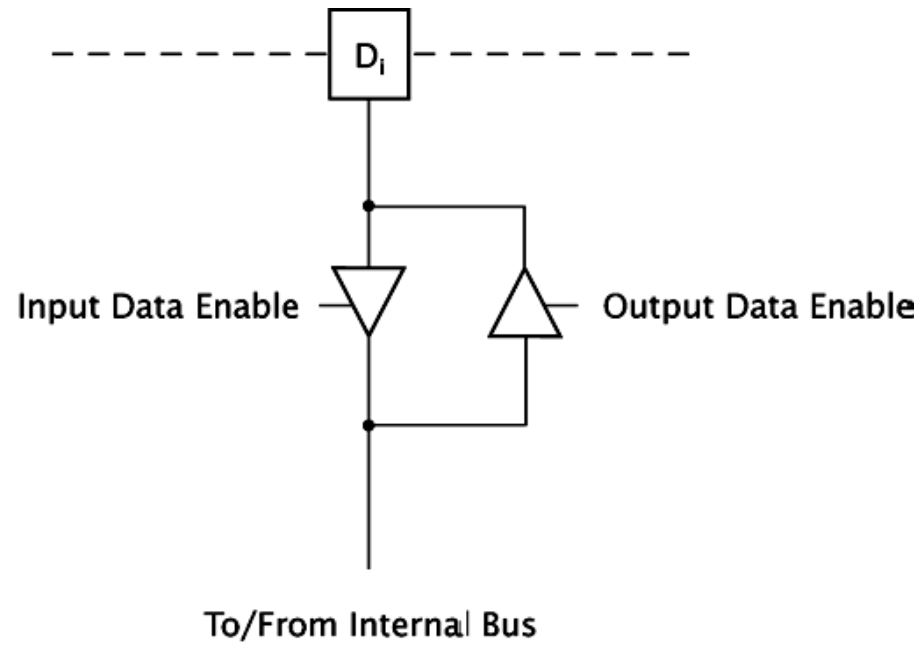 Di
Input Data Enable
Output Data Enable
To/From Internal Bus